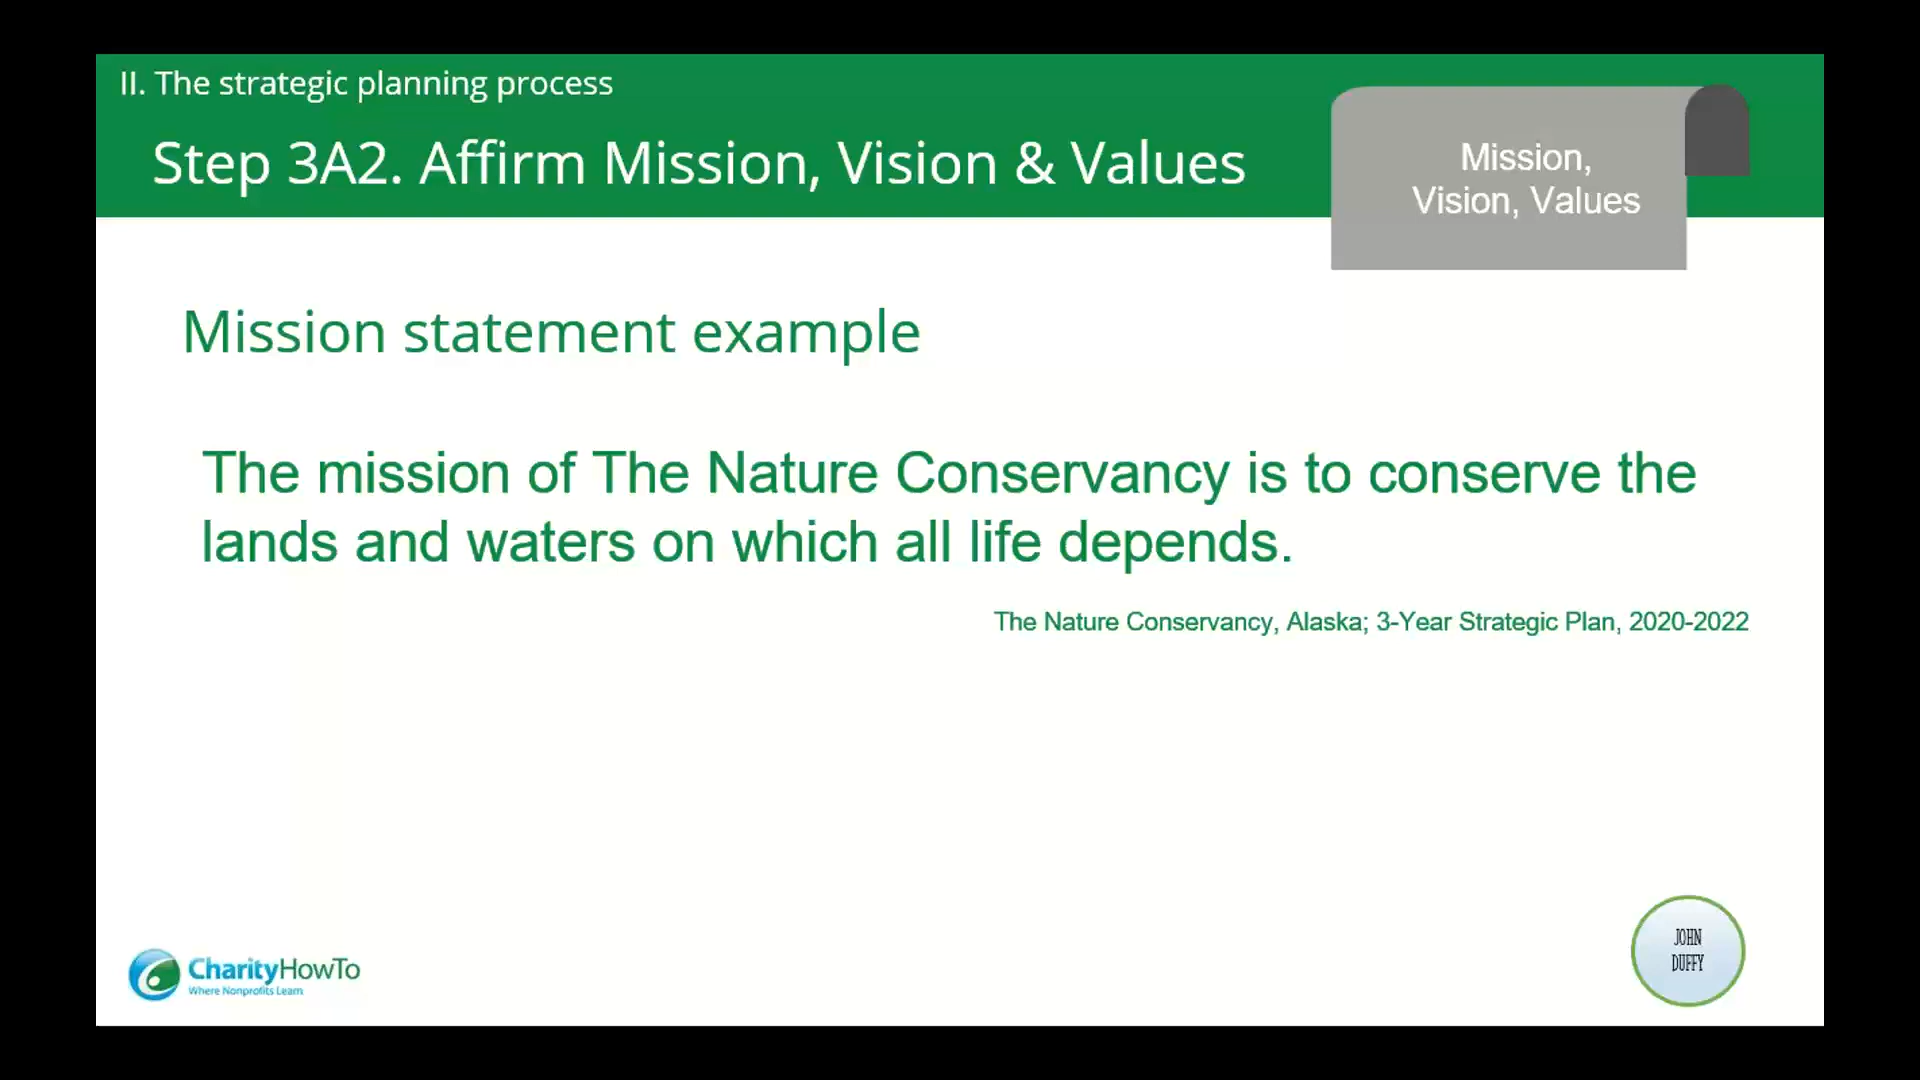 II. The strategic planning process
Step 3A2. Affirm Mission, Vision & Values
Mission,
Vision, Values
Mission statement example
The mission of The Nature Conservancy is to conserve the
lands and waters on which all life depends.
The Nature Conservancy, Alaska; 3-Year Strategic Plan, 2020-2022
CharityHowTo
Where Nonprofits Learn
JOHN
DUFFY